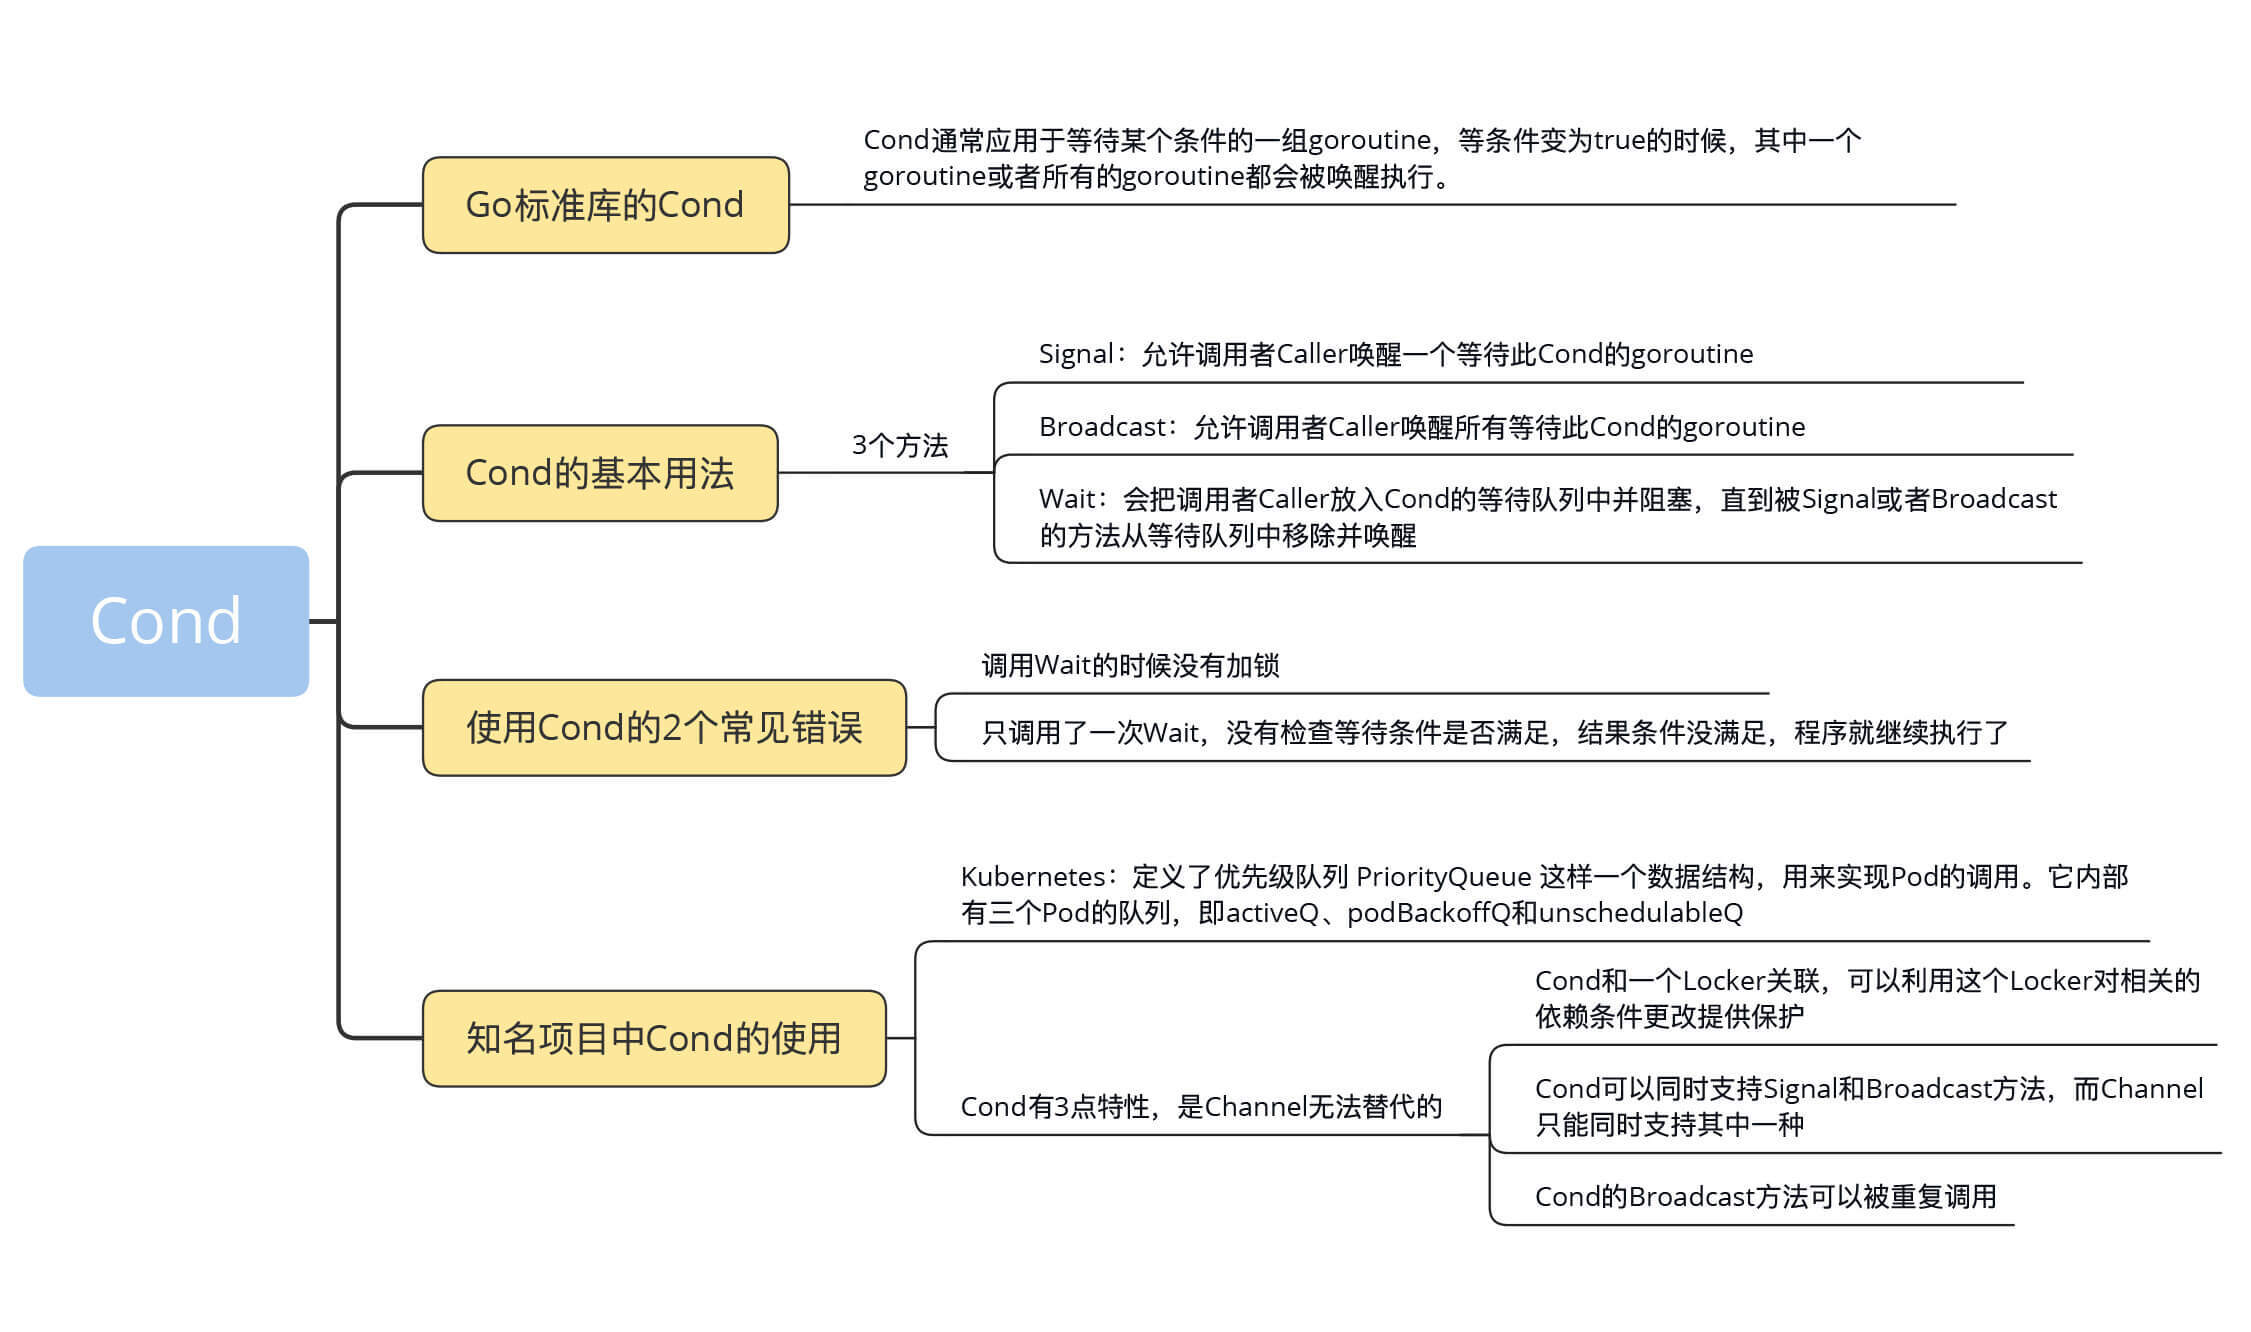 Cond
Go标准库的Cond
Cond通常应用于等待某个条件的一组goroutine，等条件变为true的时候，其中一个
goroutine或者所有的goroutine都会被唤醒执行。
Cond的基本用法
3个方法
Signal：允许调用者Caller唤醒一个等待此Cond的goroutine
Broadcast：允许调用者Caller唤醒所有等待此Cond的goroutine
Wait：会把调用者Caller放入Cond的等待队列中并阻塞，直到被Signal或者Broadcast
的方法从等待队列中移除并唤醒
使用Cond的2个常见错误
调用Wait的时候没有加锁
只调用了一次Wait，没有检查等待条件是否满足，结果条件没满足，程序就继续执行了
知名项目中Cond的使用
Kubernetes：定义了优先级队列 PriorityQueue 这样一个数据结构，用来实现Pod的调用。它内部
有三个Pod的队列，即activeQ、podBackoffQ和unschedulableQ
Cond有3点特性，是Channel无法替代的
Cond和一个Locker关联，可以利用这个Locker对相关的
依赖条件更改提供保护
Cond可以同时支持Signal和Broadcast方法，而Channel
只能同时支持其中一种
Cond的Broadcast方法可以被重复调用